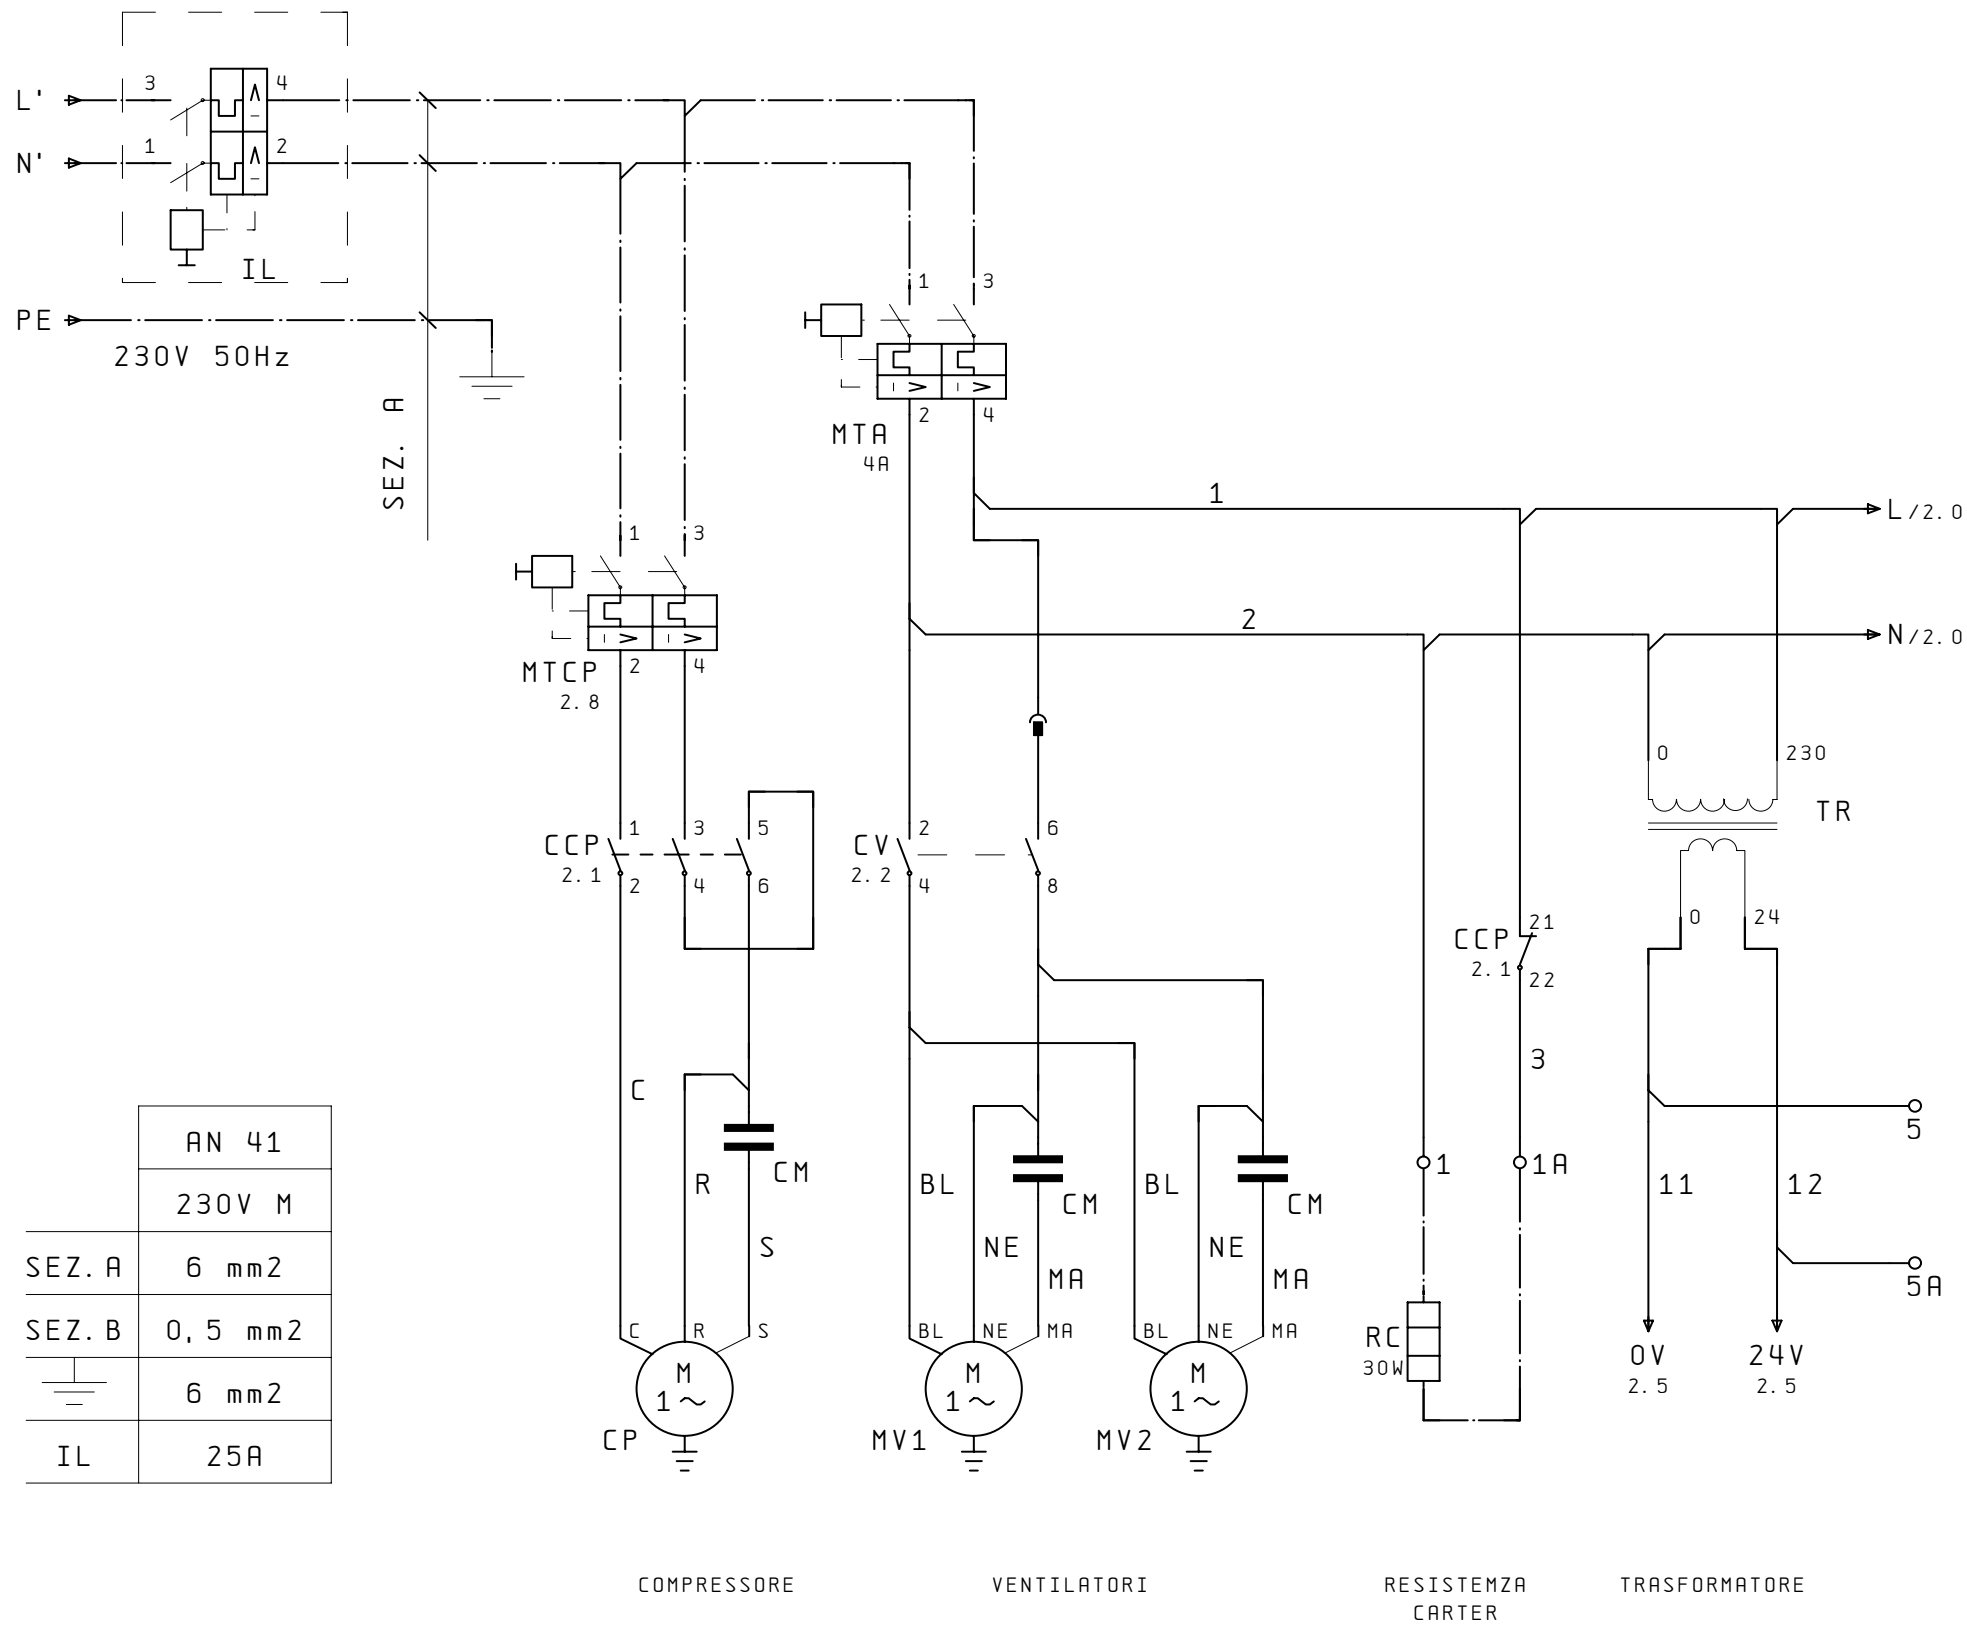 L'
3
4
N'
1
2
IL
PE
230V 50Hz
SEZ. A
1
3
2
4
MTA
4A
1
L/2.0
1
3
2
N/2.0
2
4
MTCP
2.8
0
230
TR
1
3
5
2
6
CCP
2.1
CV
2.2
2
4
6
4
8
0
24
21
CCP
2.1
22
3
C
5
AN 41
230V M
SEZ.A
6 mm2
SEZ.B
0,5 mm2
6 mm2
IL
25A
R
CM
S
BL
CM
NE
MA
BL
CM
NE
MA
1
1A
11
12
5A
C
R
S
BL
NE
MA
BL
NE
MA
M
1~
M
1~
M
1~
RC
30W
0V
2.5
24V
2.5
CP
MV1
MV2
COMPRESSORE
VENTILATORI
RESISTEMZA
CARTER
TRASFORMATORE